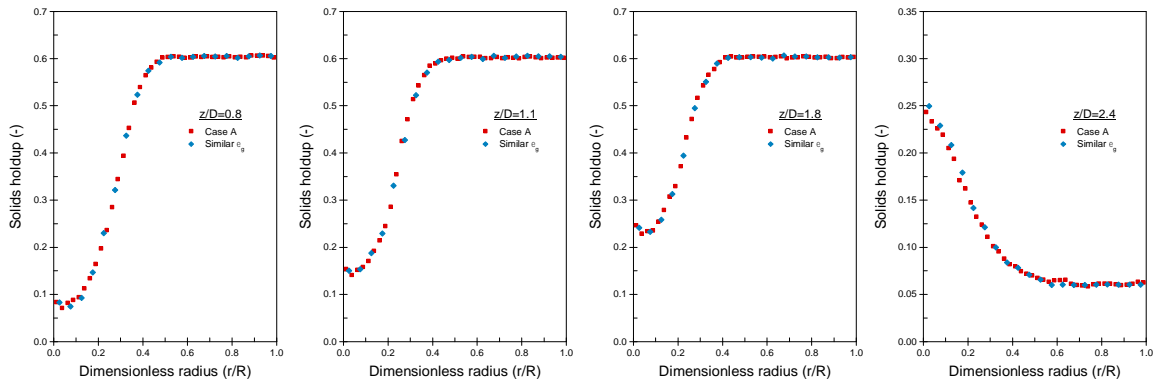 0.7
0.6
0.5
0.4
0.3
0.2
0.1
0.0
Solids holdup (-)
z/D=0.8
Case A
Similar e_g
0.0 0.2 0.4 0.6 0.8 1.0
Dimensionless radius (r/R)
0.7
0.6
0.5
0.4
0.3
0.2
0.1
0.0
Solids holdup (-)
z/D=1.1
Case A
Similar e_g
0.0 0.2 0.4 0.6 0.8 1.0
Dimensionless radius (r/R)
0.7
0.6
0.5
0.4
0.3
0.2
0.1
0.0
Solids holduo (-)
z/D=1.8
Case A
Similar e_g
0.0 0.2 0.4 0.6 0.8 1.0
Dimensionless radius (r/R)
0.35
0.30
0.25
0.20
0.15
0.10
0.05
0.00
Solids holdup (-)
z/D=2.4
Case A
Similar e_g
0.0 0.2 0.4 0.6 0.8 1.0
Dimensionless radius (r/R)